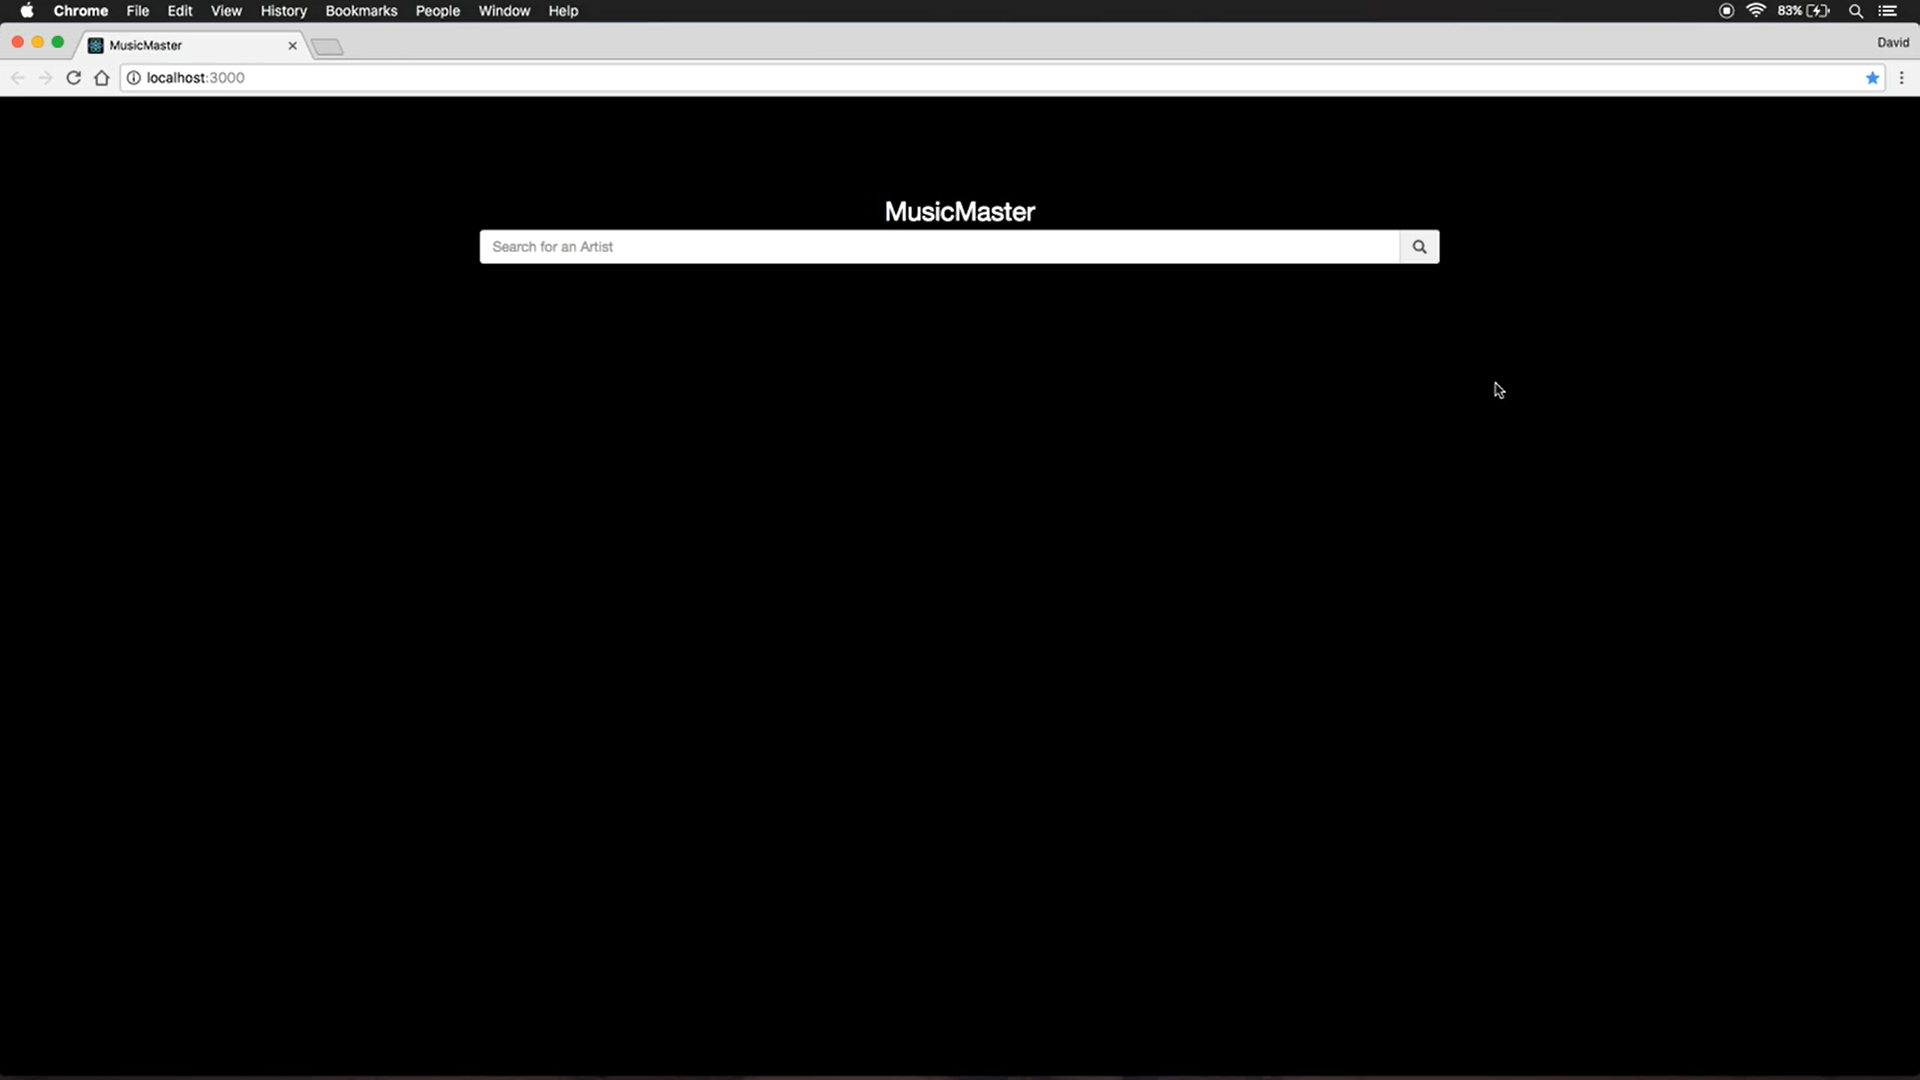 Chrome File Edit View History Bookmarks People Window Help 83%
MusicMaster David
localhost:3000
MusicMaster
Search for an Artist